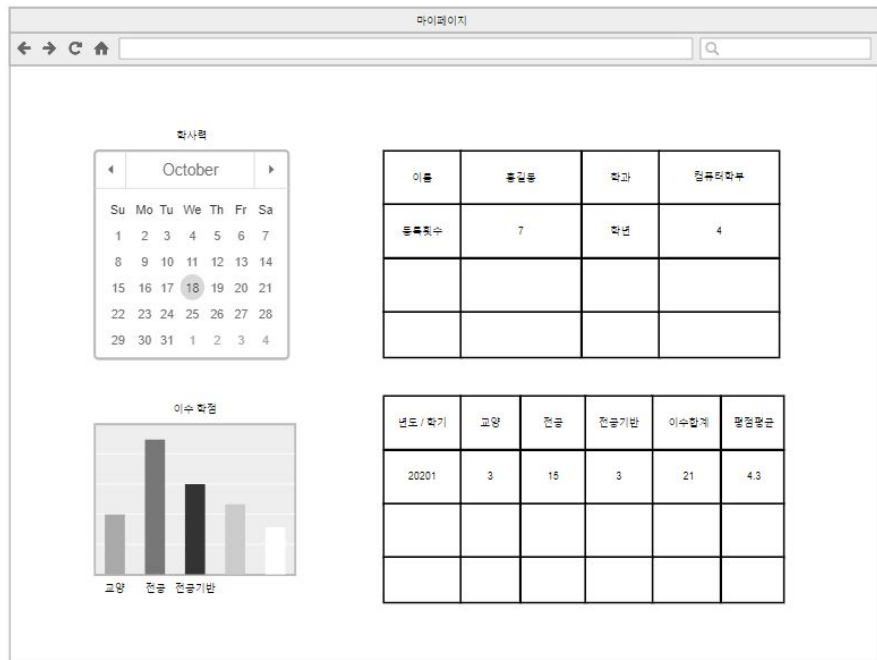 마이페이지
학사력
October
Su Mo Tu We Th Fr Sa
1 2 3 4 5 6 7
8 9 10 11 12 13 14
15 16 17 18 19 20 21
22 23 24 25 26 27 28
29 30 31 1 2 3 4
이름 홍길동 학과 컴퓨터학부
등록횟수 7 학년 4
이수 학점
교양 전공 전공기반
년도 / 학기 교양 전공 전공기반 이수합계 평점평균
20201 3 15 3 21 4.3